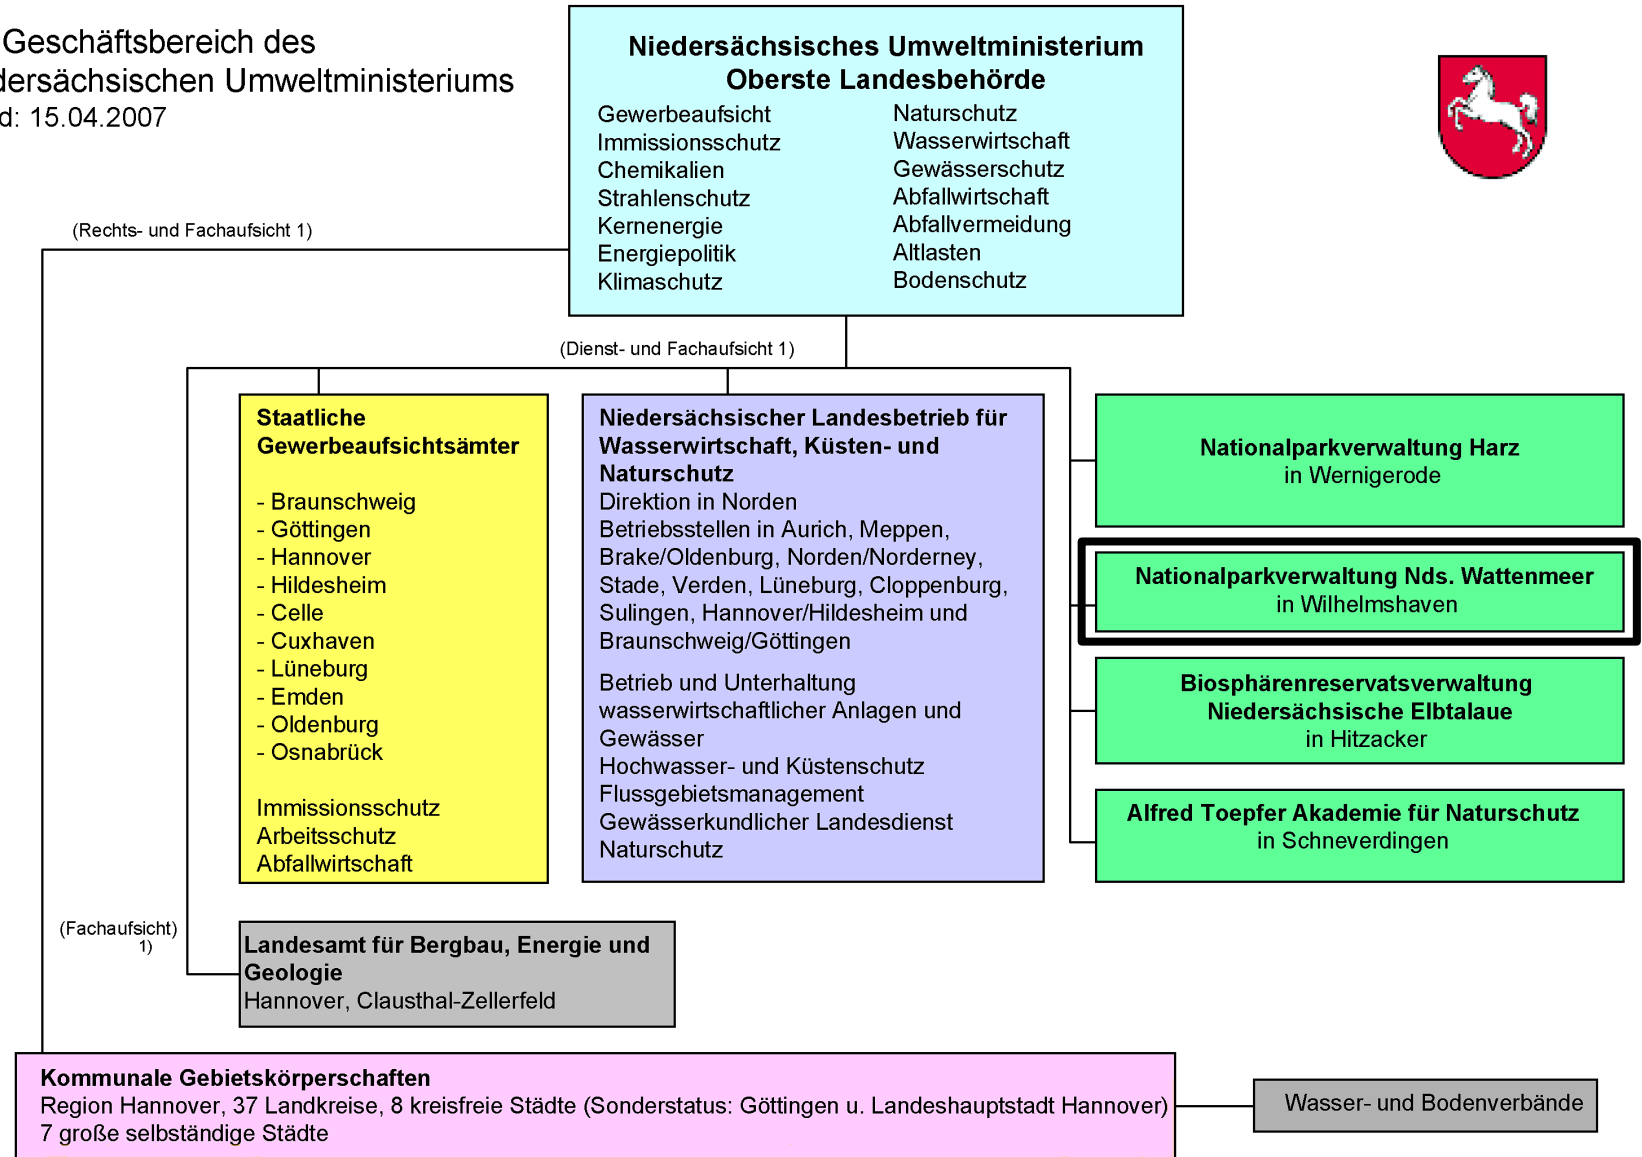 Geschäftsbereich des
dersächsischen Umweltministeriums
d: 15.04.2007
Niedersächsisches Umweltministerium
Oberste Landesbehörde
Gewerbeaufsicht
Immissionsschutz
Chemikalien
Strahlenschutz
Kernenergie
Energiepolitik
Klimaschutz
Naturschutz
Wasserwirtschaft
Gewässerschutz
Abfallwirtschaft
Abfallvermeidung
Altlasten
Bodenschutz
(Rechts- und Fachaufsicht 1)
(Dienst- und Fachaufsicht 1)
Staatliche
Gewerbeaufsichtsämter
- Braunschweig
- Göttingen
- Hannover
- Hildesheim
- Celle
- Cuxhaven
- Lüneburg
- Emden
- Oldenburg
- Osnabrück
Immissionsschutz
Arbeitsschutz
Abfallwirtschaft
Niedersächsischer Landesbetrieb für
Wasserwirtschaft, Küsten- und
Naturschutz
Direktion in Norden
Betriebsstellen in Aurich, Meppen,
Brake/Oldenburg, Norden/Norderney,
Stade, Verden, Lüneburg, Cloppenburg,
Sulingen, Hannover/Hildesheim und
Braunschweig/Göttingen
Betrieb und Unterhaltung
wasserwirtschaftlicher Anlagen und
Gewässer
Hochwasser- und Küstenschutz
Flussgebietsmanagement
Gewässerkundlicher Landesdienst
Naturschutz
Nationalparkverwaltung Harz
in Wernigerode
Nationalparkverwaltung Nds. Wattenmeer
in Wilhelmshaven
Biosphärenreservatsverwaltung
Niedersächsische Elbtalaue
in Hitzacker
Alfred Toepfer Akademie für Naturschutz
in Schneverdingen
(Fachaufsicht)
1)
Landesamt für Bergbau, Energie und
Geologie
Hannover, Clausthal-Zellerfeld
Kommunale Gebietskörperschaften
Region Hannover, 37 Landkreise, 8 kreisfreie Städte (Sonderstatus: Göttingen u. Landeshauptstadt Hannover)
7 große selbständige Städte
Wasser- und Bodenverbände